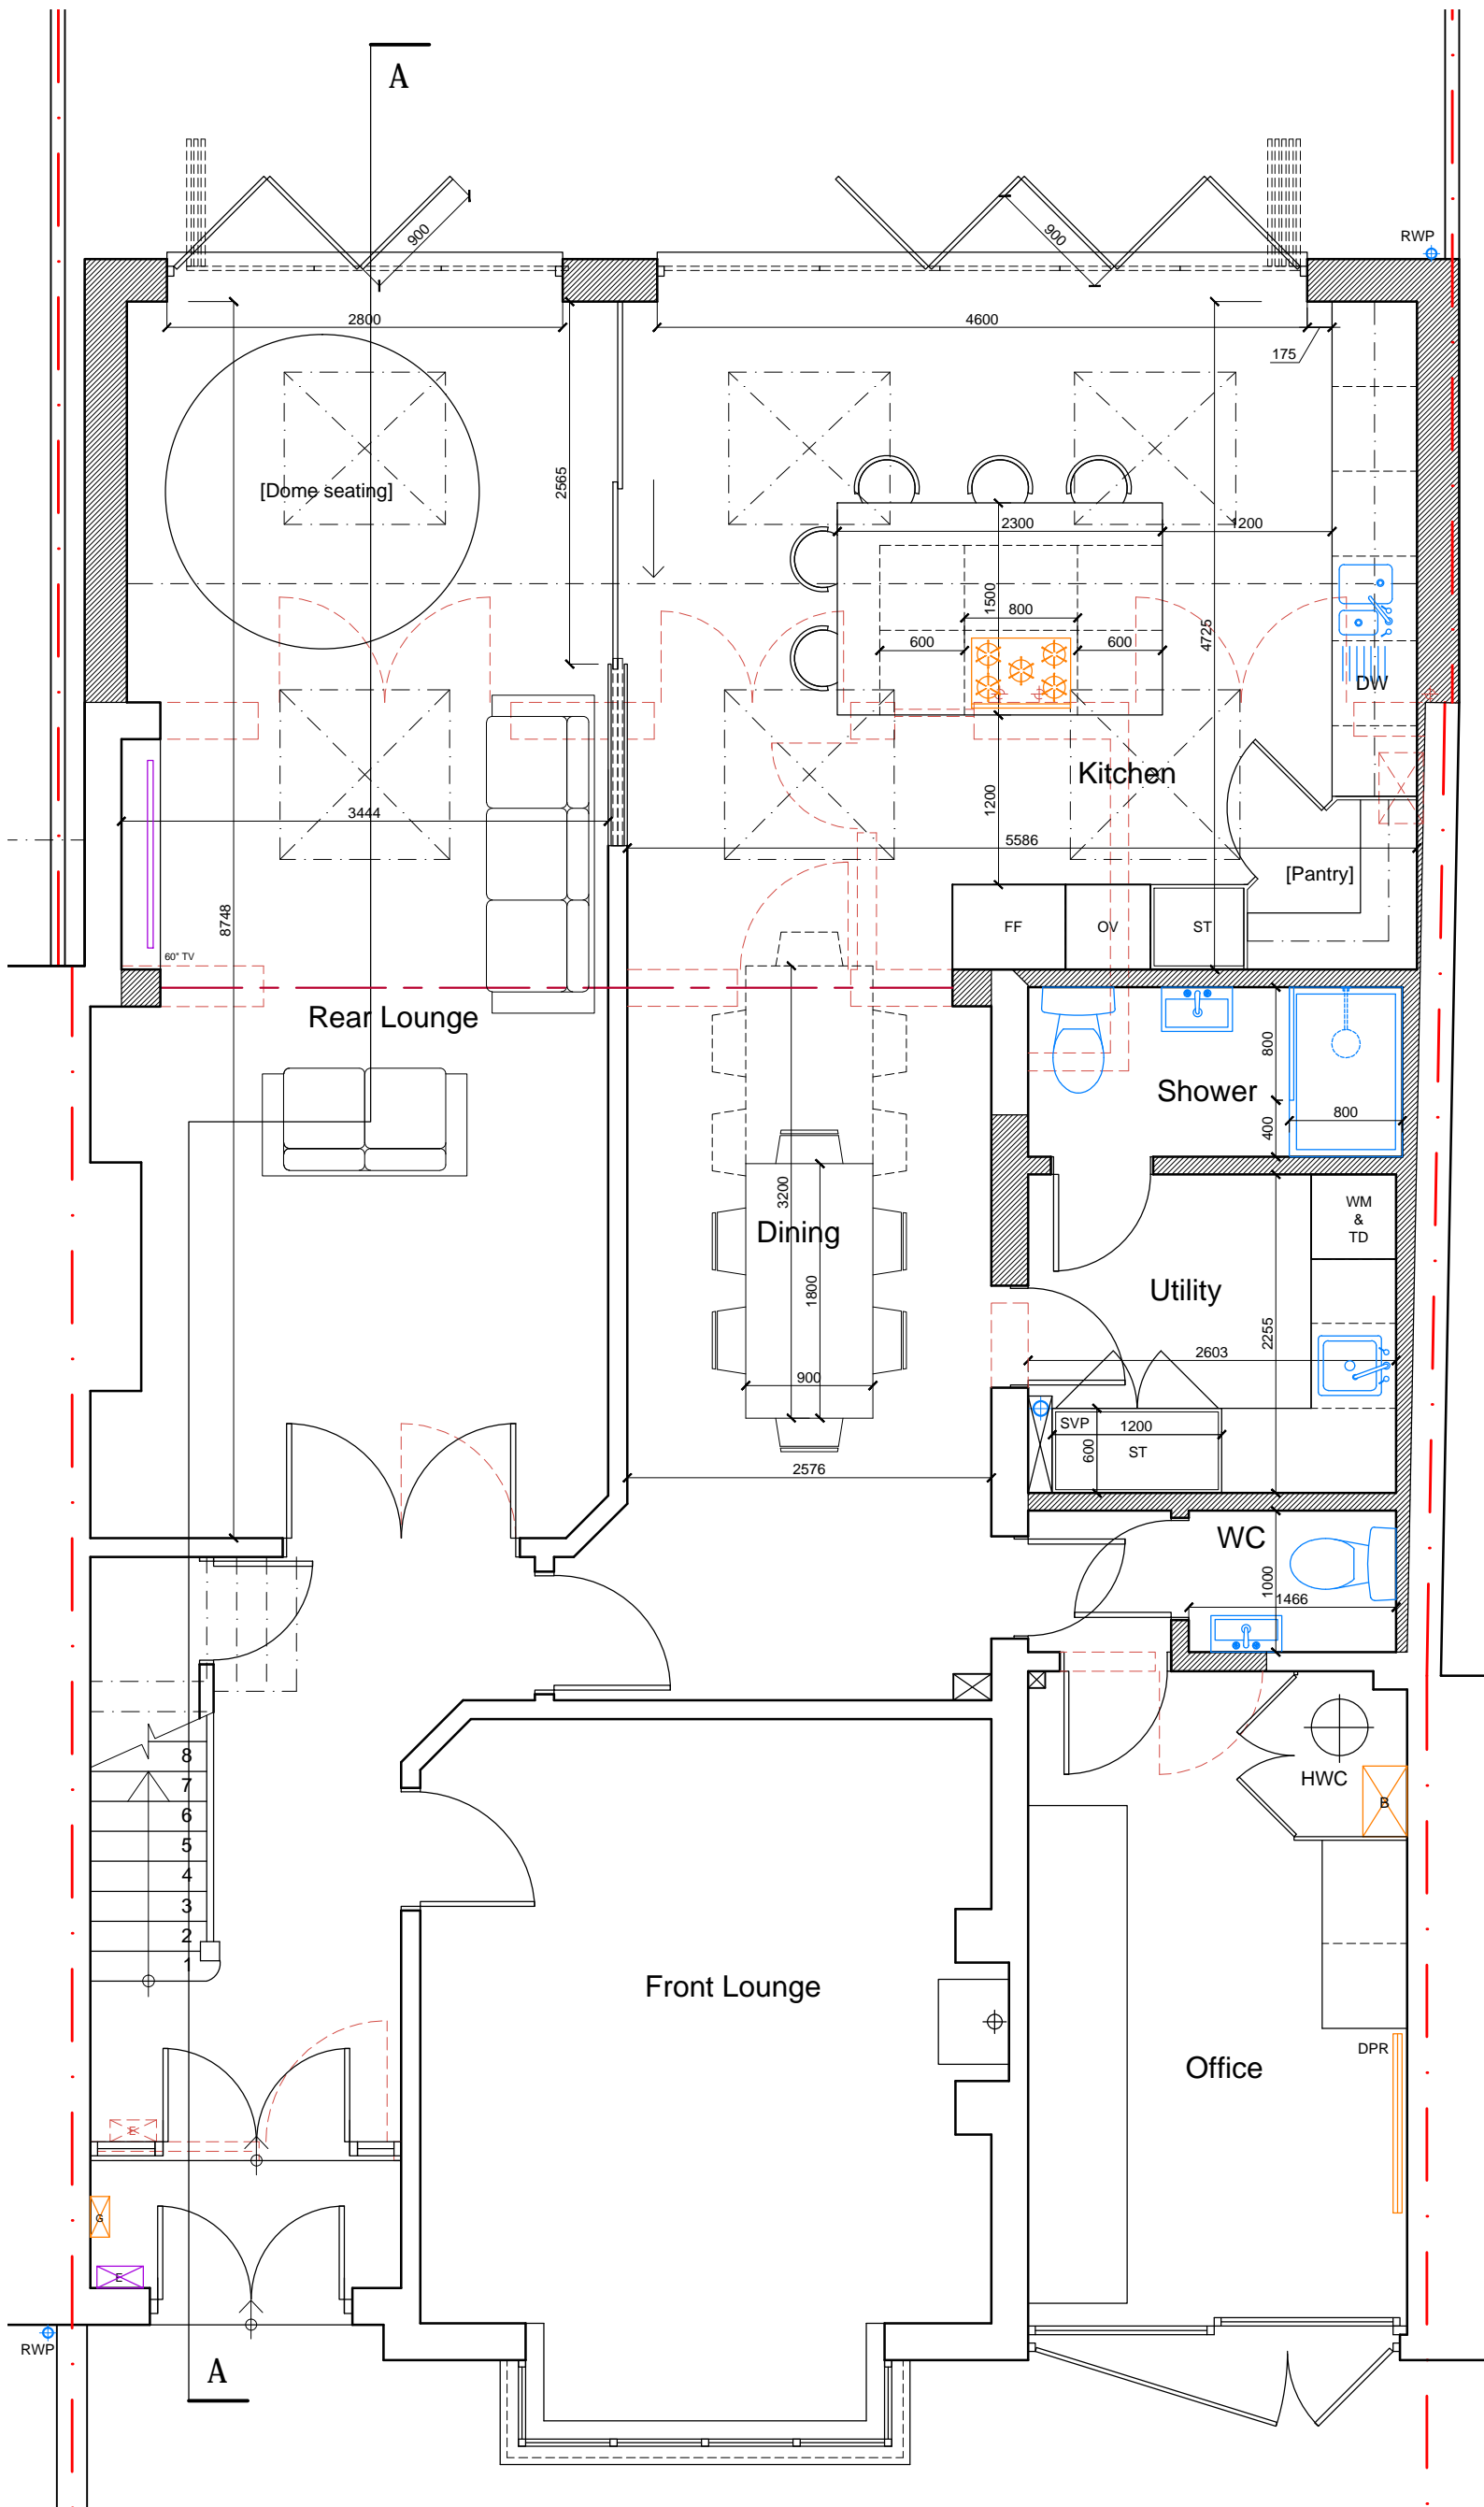 A
900
900
RWP
2800
4600
175
[Dome seating]
2565
2300
1200
1500
800
4725
600
600
DW
Kitchen
1200
3444
5586
[Pantry]
8748
FF
OV
ST
60" TV
Rear Lounge
800
Shower
800
400
3200
WM
&
TD
Dining
Utility
1800
2255
2603
900
SVP
1200
600
ST
2576
WC
1000
1466
8
7
6
5
4
3
2
1
HWC
B
Front Lounge
DPR
Office
E
G
E
RWP
A